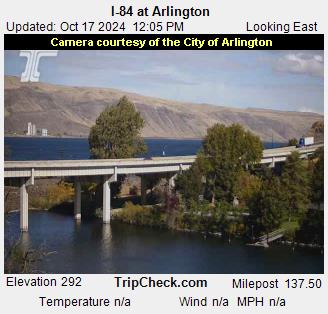 I-84 at Arlington
Updated: Oct 17 2024 12:05 PM Looking East
Camera courtesy of the City of Arlington
Elevation 292 TripCheck.com Milepost 137.50
Temperature n/a Wind n/a MPH n/a